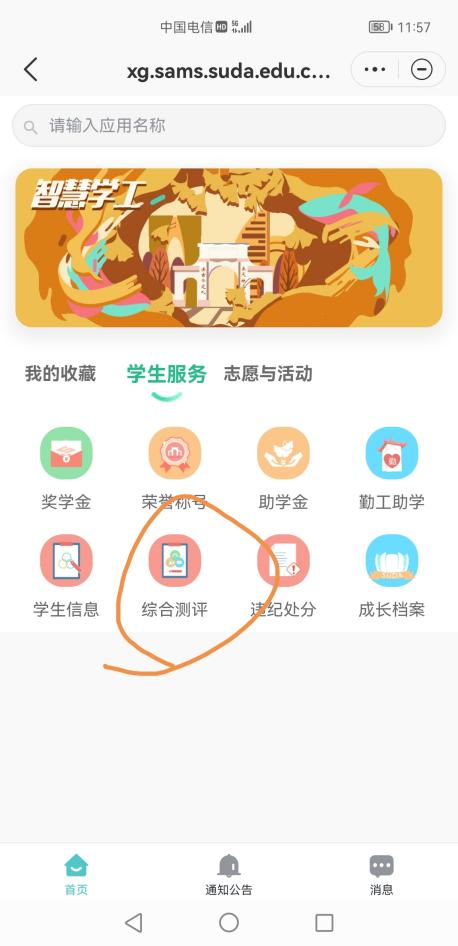 中国电信 HD 5G 58 11:57
xg.sams.suda.edu.c...
请输入应用名称
智慧学工
我的收藏 学生服务 志愿与活动
奖学金 荣誉称号 助学金 勤工助学
学生信息 综合测评 违纪处分 成长档案
首页 通知公告 消息